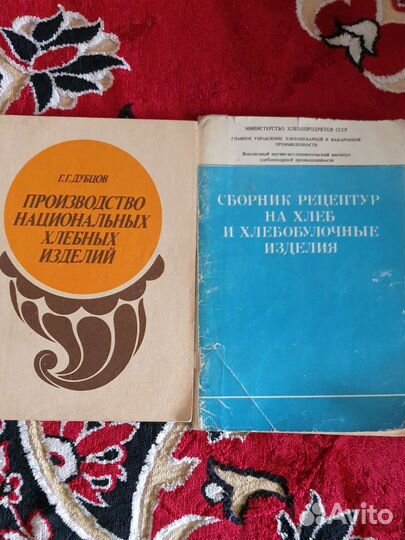 Г.Г.ДУБЦОВ
ПРОИЗВОДСТВО
НАЦИОНАЛЬНЫХ
ХЛЕБНЫХ
ИЗДЕЛИЙ
МИНИСТЕРСТВО ХЛЕБОПРОДУКТОВ СССР
ГЛАВНОЕ УПРАВЛЕНИЕ ХЛЕБОПЕКАРНОЙ И МАКАРОННОЙ
ПРОМЫШЛЕННОСТИ
Всесоюзный научно-исследовательский институт
хлебопекарной промышленности
СБОРНИК РЕЦЕПТУР
НА ХЛЕБ
И ХЛЕБОБУЛОЧНЫЕ
ИЗДЕЛИЯ
Avito